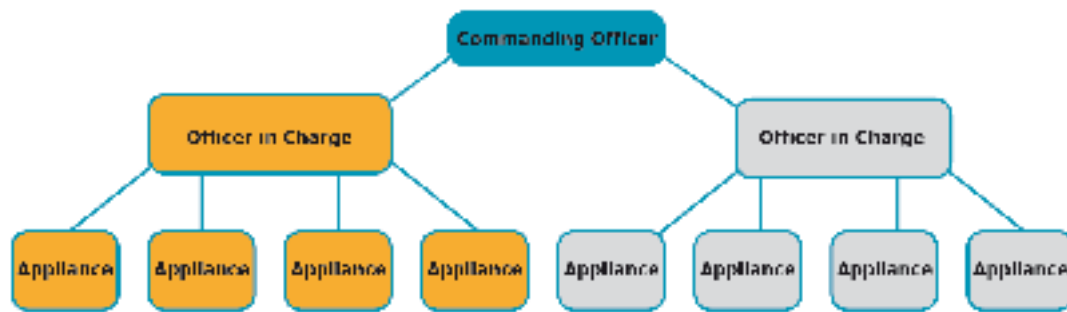 Commanding Officer
Officer in Charge
Officer in Charge
Appliance
Appliance
Appliance
Appliance
Appliance
Appliance
Appliance
Appliance